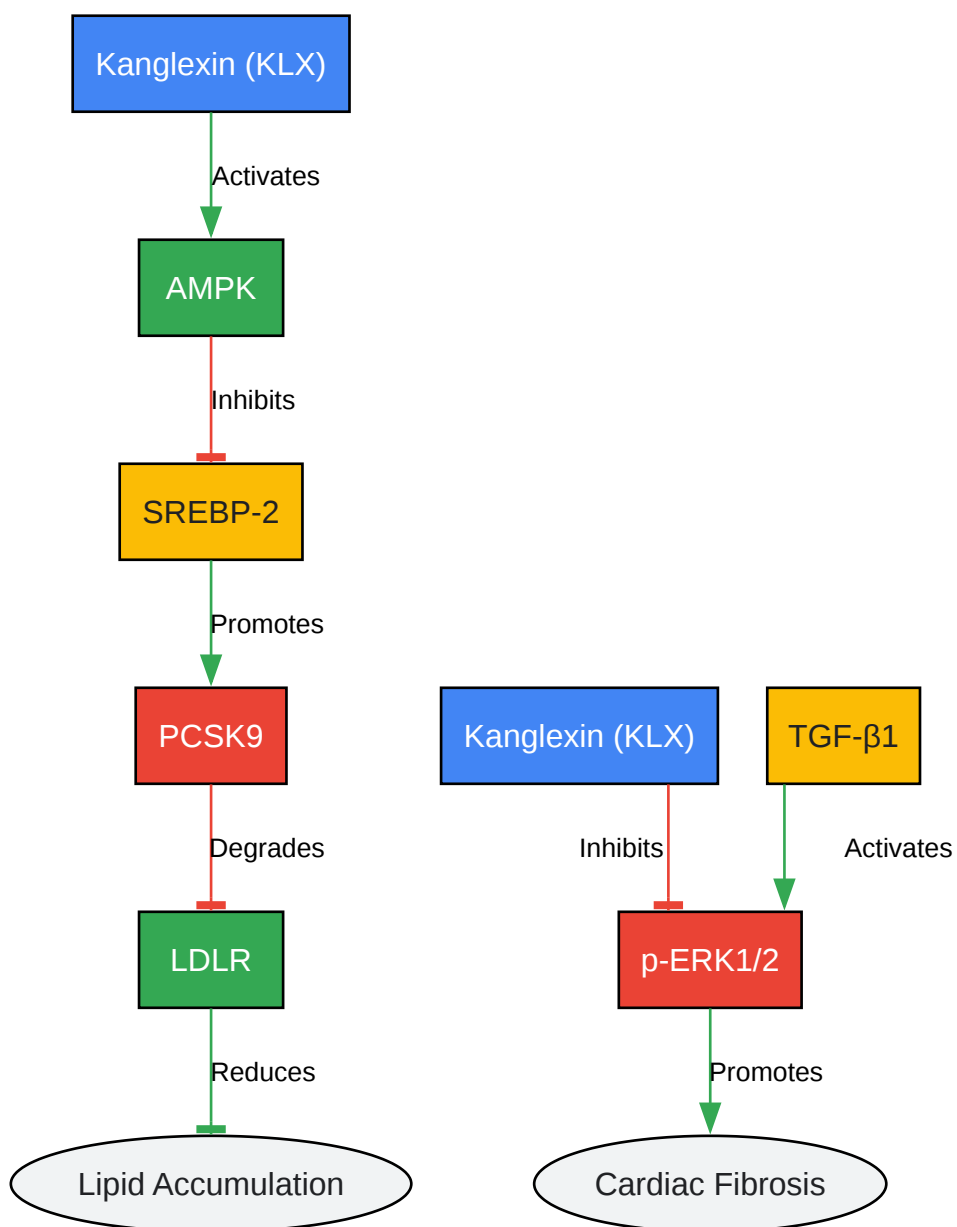 Kanglexin (KLX)
Activates
AMPK
Inhibits
SREBP-2
Promotes
PCSK9
Degrades
LDLR
Reduces
Lipid Accumulation
Kanglexin (KLX)
TGF-β1
Inhibits
Activates
p-ERK1/2
Promotes
Cardiac Fibrosis